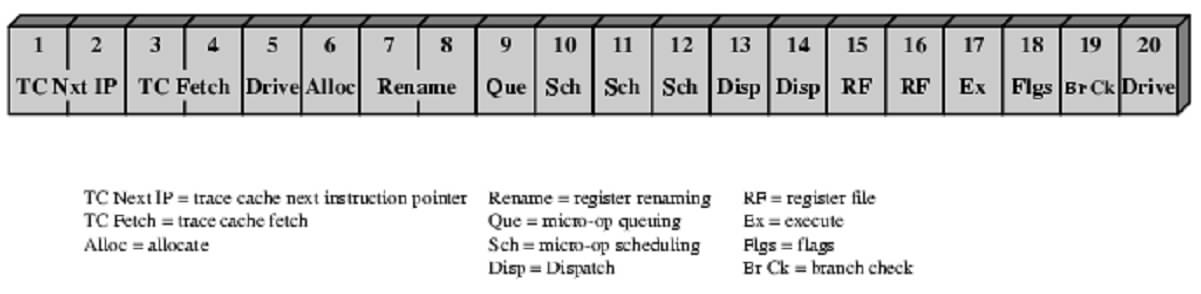 1 2 3 4 5 6 7 8 9 10 11 12 13 14 15 16 17 18 19 20
TC Nxt IP TC Fetch Drive Alloc Rename Que Sch Sch Sch Disp Disp RF RF Ex Flgs Br Ck Drive
TC Next IP = trace cache next instruction pointer
TC Fetch = trace cache fetch
Alloc = allocate
Rename = register renaming
Que = micro-op queuing
Sch = micro-op scheduling
Disp = Dispatch
RF = register file
Ex = execute
Flgs = flags
Br Ck = branch check